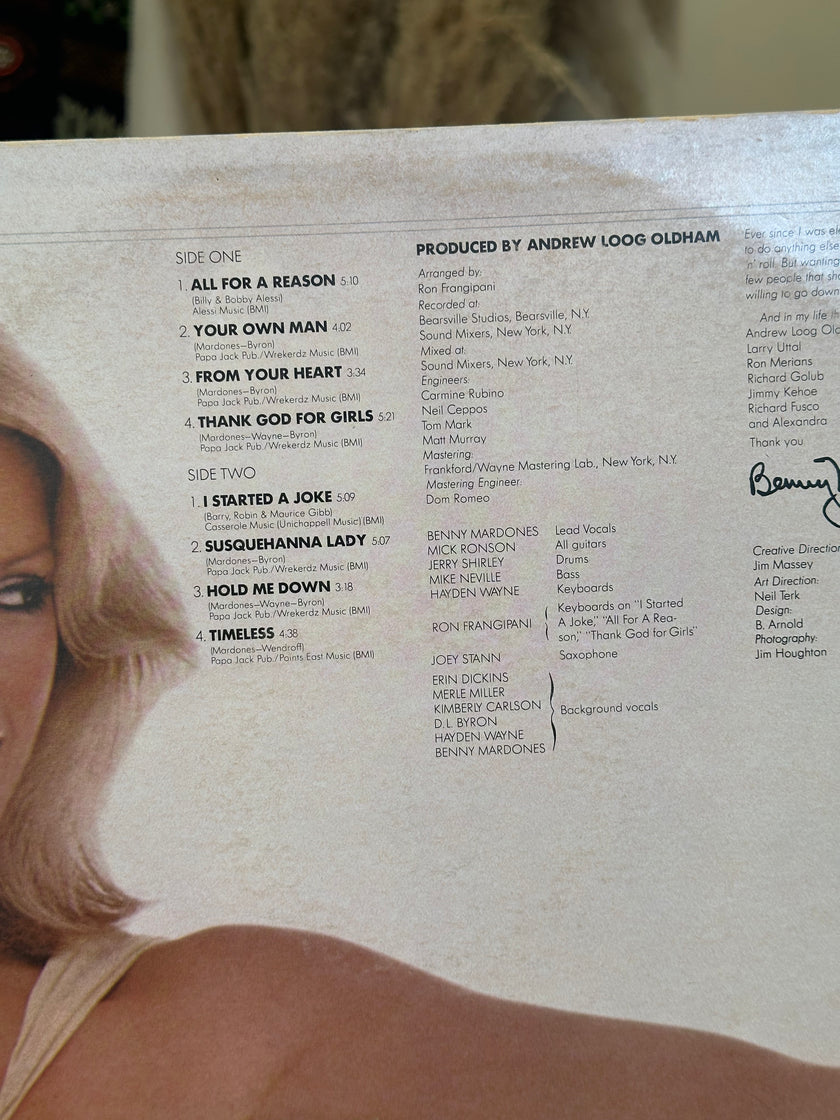 SIDE ONE
1. ALL FOR A REASON 5:10
(Billy & Bobby Alessi)
Alessi Music (BMI)
2. YOUR OWN MAN 4:02
(Mardones–Byron)
Papa Jack Pub./Wrekerdz Music (BMI)
3. FROM YOUR HEART 3:34
(Mardones–Byron)
Papa Jack Pub./Wrekerdz Music (BMI)
4. THANK GOD FOR GIRLS 5:21
(Mardones–Wayne–Byron)
Papa Jack Pub./Wrekerdz Music (BMI)
SIDE TWO
1. I STARTED A JOKE 5:09
(Barry, Robin & Maurice Gibb)
Casserole Music (Unichappell Music) (BMI)
2. SUSQUEHANNA LADY 5:07
(Mardones–Byron)
Papa Jack Pub./Wrekerdz Music (BMI)
3. HOLD ME DOWN 3:18
(Mardones–Wayne–Byron)
Papa Jack Pub./Wrekerdz Music (BMI)
4. TIMELESS 4:38
(Mardones–Wendroff)
Papa Jack Pub./Points East Music (BMI)
PRODUCED BY ANDREW LOOG OLDHAM
Arranged by:
Ron Frangipani
Recorded at:
Bearsville Studios, Bearsville, N.Y.
Sound Mixers, New York, N.Y.
Mixed at:
Sound Mixers, New York, N.Y.
Engineers:
Carmine Rubino
Neil Ceppos
Tom Mark
Matt Murray
Mastering:
Frankford/Wayne Mastering Lab., New York, N.Y.
Mastering Engineer:
Dom Romeo
BENNY MARDONES Lead Vocals
MICK RONSON All guitars
JERRY SHIRLEY Drums
MIKE NEVILLE Bass
HAYDEN WAYNE Keyboards
RON FRANGIPANI Keyboards on "I Started
A Joke," "All For A Rea-
son," "Thank God for Girls"
JOEY STANN Saxophone
ERIN DICKINS
MERLE MILLER
KIMBERLY CARLSON
D.L. BYRON
HAYDEN WAYNE
BENNY MARDONES
Background vocals
"Ever since I was
to do anything else
'n' roll. But wanting
few people that
willing to go down
And in my life
Andrew Loog
Larry Uttal
Ron Merians
Richard Golub
Jimmy Kehoe
Richard Fusco
and Alexandra
Thank you
Benny
Creative Direction
Jim Massey
Art Direction:
Neil Terk
Design:
B. Arnold
Photography:
Jim Houghton